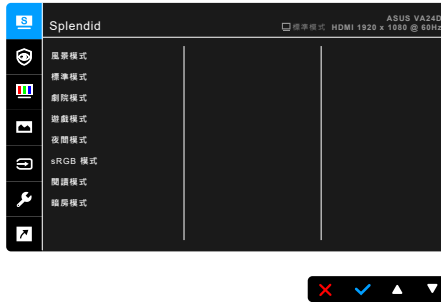 S
Splendid
ASUS VA24D
標準模式 HDMI 1920 x 1080 @ 60Hz
風景模式
標準模式
劇院模式
遊戲模式
夜間模式
sRGB 模式
閱讀模式
暗房模式